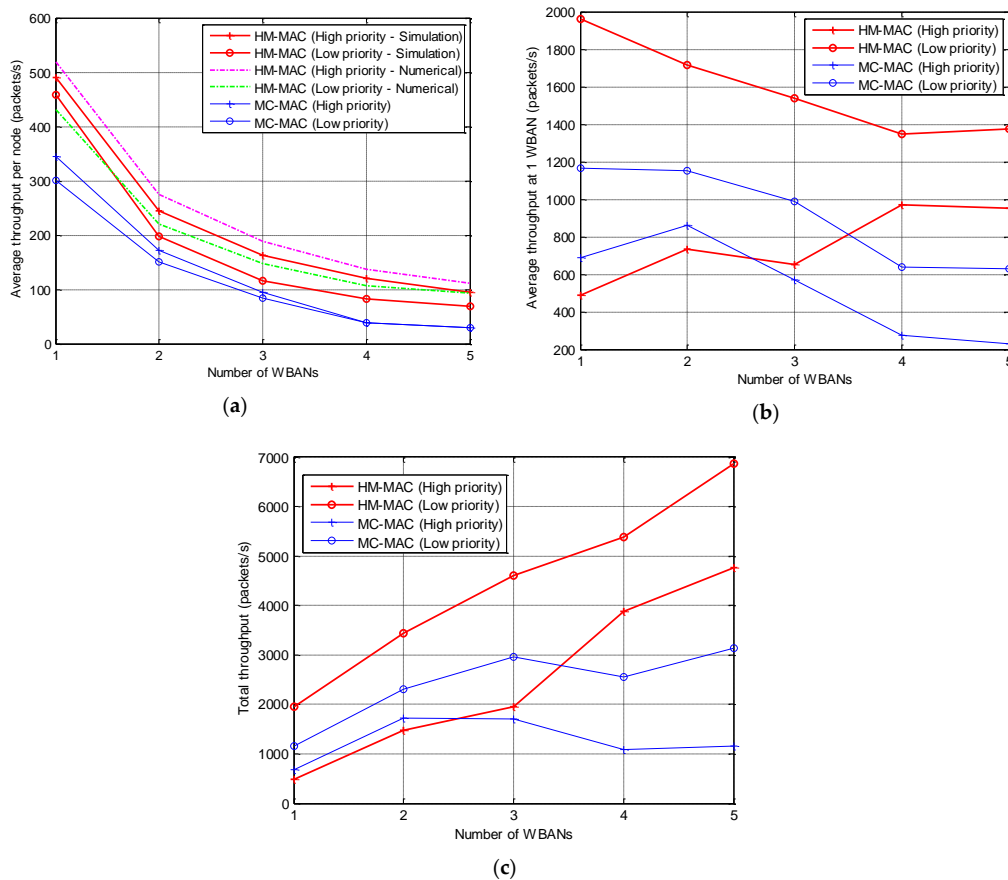 600
500
400
300
200
100
0
Average throughput per node (packets/s)
HM-MAC (High priority - Simulation)
HM-MAC (Low priority - Simulation)
HM-MAC (High priority - Numerical)
HM-MAC (Low priority - Numerical)
MC-MAC (High priority)
MC-MAC (Low priority)
1 2 3 4 5
Number of WBANs
(a)
2000
1800
1600
1400
1200
1000
800
600
400
200
Average throughput at 1 WBAN (packets/s)
HM-MAC (High priority)
HM-MAC (Low priority)
MC-MAC (High priority)
MC-MAC (Low priority)
1 2 3 4 5
Number of WBANs
(b)
7000
6000
5000
4000
3000
2000
1000
0
Total throughput (packets/s)
HM-MAC (High priority)
HM-MAC (Low priority)
MC-MAC (High priority)
MC-MAC (Low priority)
1 2 3 4 5
Number of WBANs
(c)